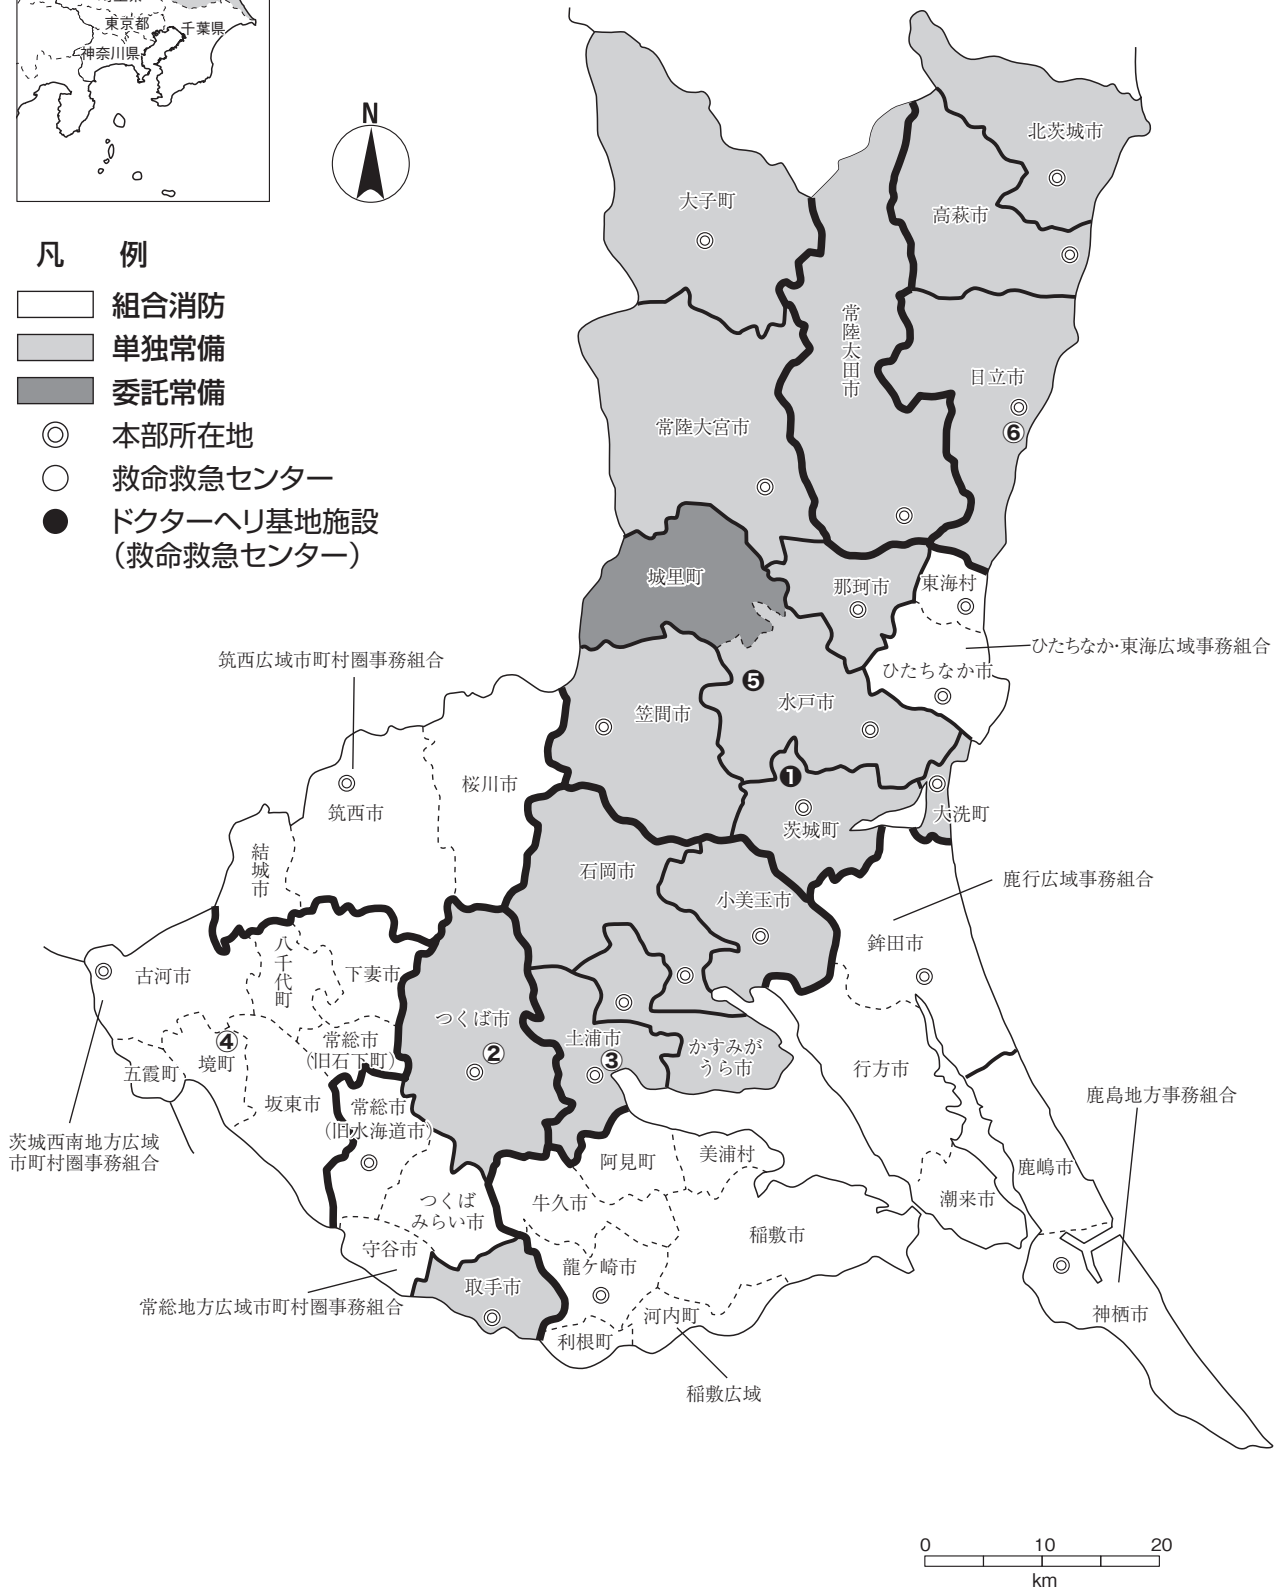 東京都
千葉県
神奈川県
N
凡 例
組合消防
単独常備
委託常備
本部所在地
救命救急センター
ドクターヘリ基地施設
（救命救急センター）
北茨城市
大子町
高萩市
常陸太田市
日立市
⑥
常陸大宮市
城里町
那珂市
東海村
ひたちなか・東海広域事務組合
ひたちなか市
筑西広域市町村圏事務組合
❺
水戸市
笠間市
桜川市
筑西市
❶
茨城町
大洗町
結城市
石岡市
小美玉市
鹿行広域事務組合
鉾田市
古河市
八千代町
下妻市
つくば市
②
土浦市
③
かすみが
うら市
④
境町
五霞町
常総市
（旧石下町）
行方市
坂東市
常総市
（旧水海道市）
鹿島地方事務組合
茨城西南地方広域
市町村圏事務組合
阿見町
美浦村
鹿嶋市
潮来市
つくば
みらい市
牛久市
稲敷市
守谷市
龍ケ崎市
取手市
常総地方広域市町村圏事務組合
河内町
利根町
神栖市
稲敷広域
0 10 20
km